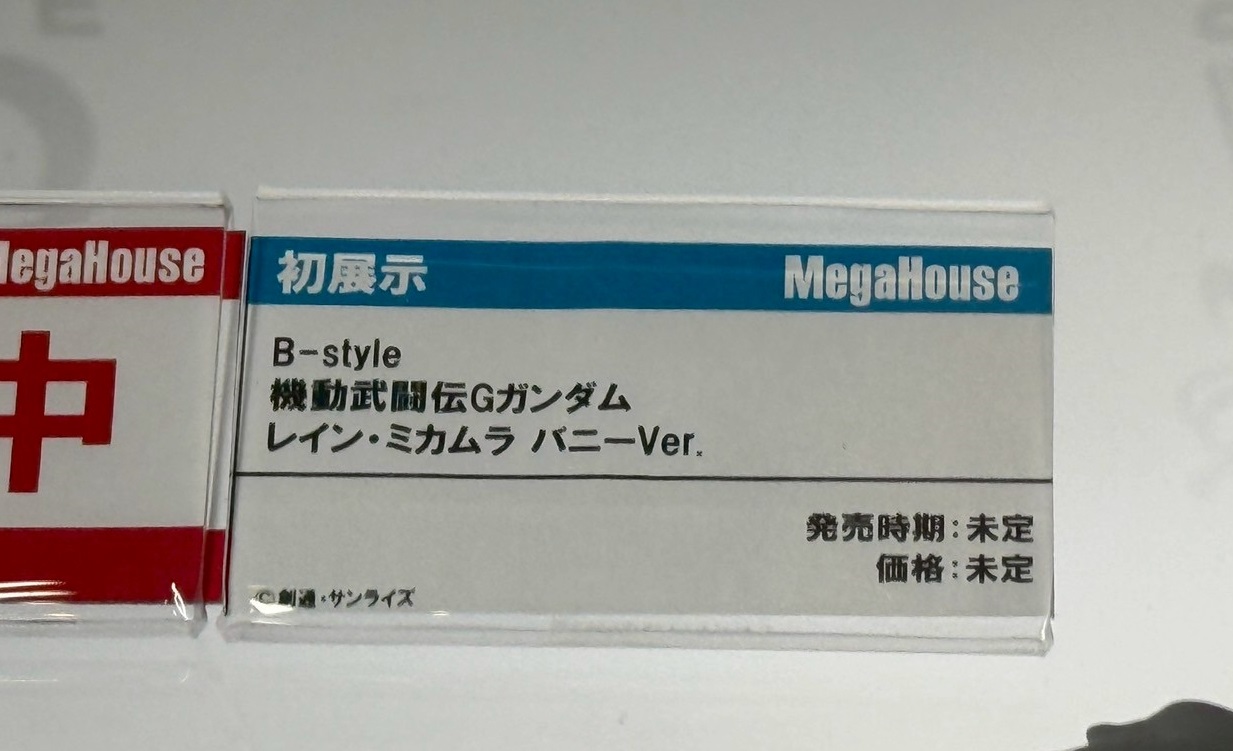 MegaHouse
中
初展示 MegaHouse
B-style
機動武闘伝Gガンダム
レイン・ミカムラ バニーVer.
発売時期：未定
価格：未定
©創通・サンライズ